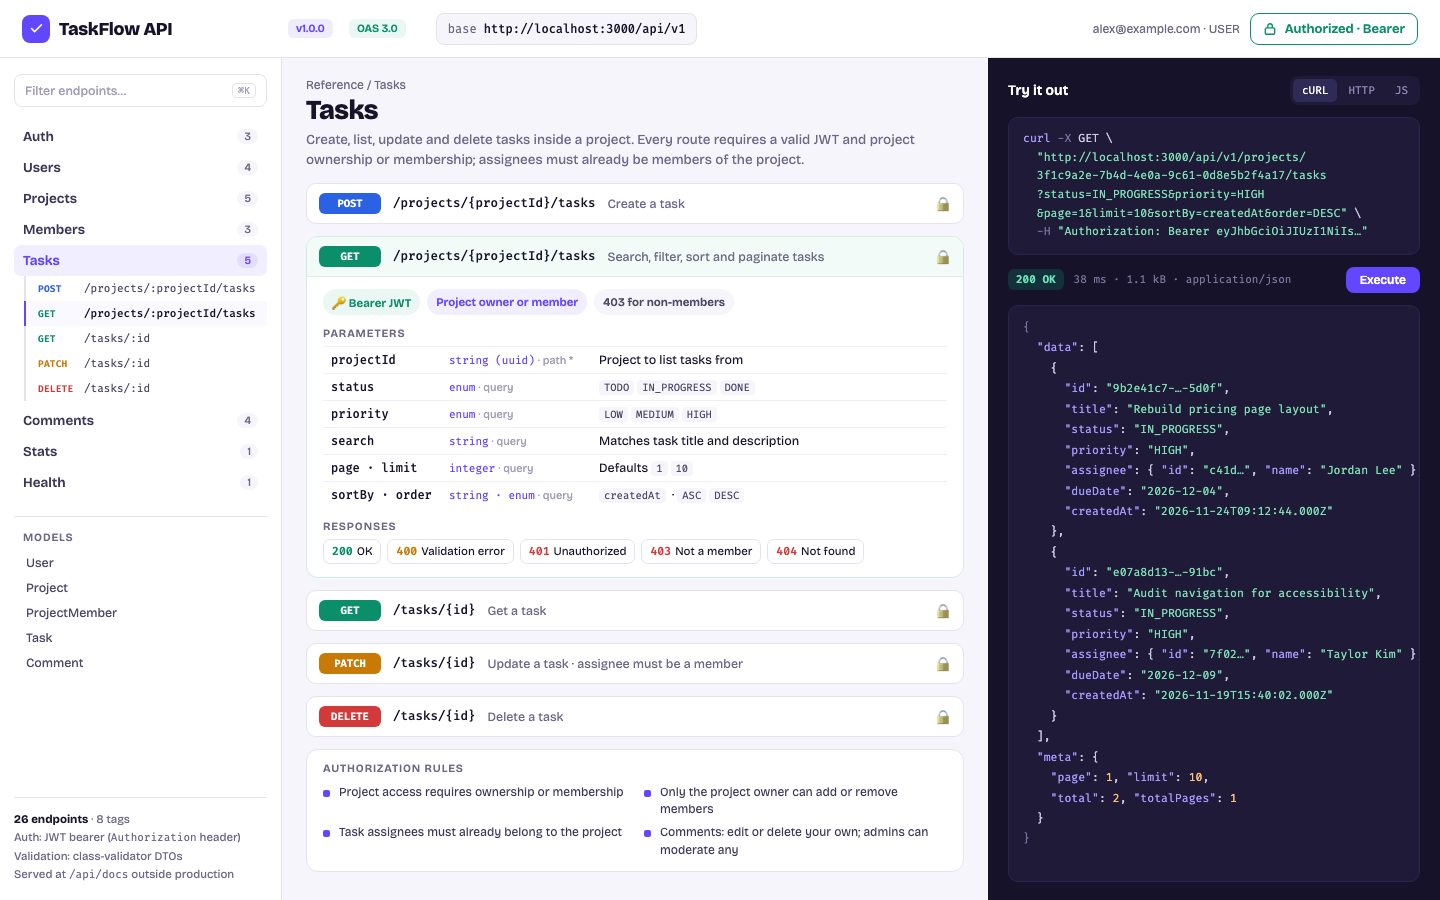 TaskFlow API
v1.0.0
OAS 3.0
base http://localhost:3000/api/v1
alex@example.com · USER
Authorized · Bearer
Filter endpoints...
⌘K
Auth 3
Users 4
Projects 5
Members 3
Tasks 5
POST /projects/:projectId/tasks
GET /projects/:projectId/tasks
GET /tasks/:id
PATCH /tasks/:id
DELETE /tasks/:id
Comments 4
Stats 1
Health 1
MODELS
User
Project
ProjectMember
Task
Comment
26 endpoints · 8 tags
Auth: JWT bearer (Authorization header)
Validation: class-validator DTOs
Served at /api/docs outside production
Reference / Tasks
Tasks
Create, list, update and delete tasks inside a project. Every route requires a valid JWT and project
ownership or membership; assignees must already be members of the project.
POST /projects/{projectId}/tasks Create a task
GET /projects/{projectId}/tasks Search, filter, sort and paginate tasks
Bearer JWT
Project owner or member
403 for non-members
PARAMETERS
projectId string (uuid) · path * Project to list tasks from
status enum · query TODO IN_PROGRESS DONE
priority enum · query LOW MEDIUM HIGH
search string · query Matches task title and description
page · limit integer · query Defaults 1 10
sortBy · order string · enum · query createdAt · ASC DESC
RESPONSES
200 OK
400 Validation error
401 Unauthorized
403 Not a member
404 Not found
GET /tasks/{id} Get a task
PATCH /tasks/{id} Update a task · assignee must be a member
DELETE /tasks/{id} Delete a task
AUTHORIZATION RULES
Project access requires ownership or membership
Only the project owner can add or remove
members
Task assignees must already belong to the project
Comments: edit or delete your own; admins can
moderate any
Try it out
cURL HTTP JS
curl -X GET \
"http://localhost:3000/api/v1/projects/
3f1c9a2e-7b4d-4e0a-9c61-0d8e5b2f4a17/tasks
?status=IN_PROGRESS&priority=HIGH
&page=1&limit=10&sortBy=createdAt&order=DESC" \
-H "Authorization: Bearer eyJhbGciOiJIUzI1NiIs…"
200 OK 38 ms · 1.1 kB · application/json
Execute
{
"data": [
{
"id": "9b2e41c7-…-5d0f",
"title": "Rebuild pricing page layout",
"status": "IN_PROGRESS",
"priority": "HIGH",
"assignee": { "id": "c41d…", "name": "Jordan Lee" }
"dueDate": "2026-12-04",
"createdAt": "2026-11-24T09:12:44.000Z"
},
{
"id": "e07a8d13-…-91bc",
"title": "Audit navigation for accessibility",
"status": "IN_PROGRESS",
"priority": "HIGH",
"assignee": { "id": "7f02…", "name": "Taylor Kim" }
"dueDate": "2026-12-09",
"createdAt": "2026-11-19T15:40:02.000Z"
}
],
"meta": {
"page": 1, "limit": 10,
"total": 2, "totalPages": 1
}
}